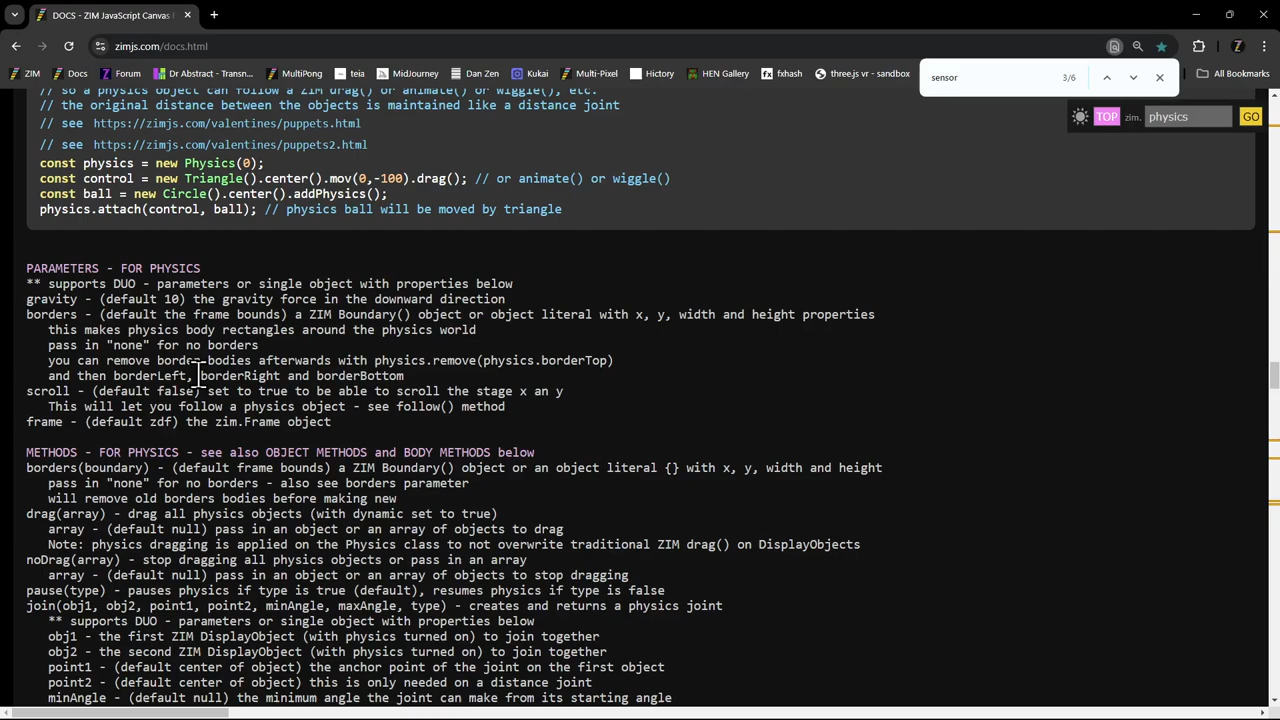 DOCS - ZIM JavaScript Canvas
zimjs.com/docs.html
ZIM Docs Forum Dr Abstract - Transn... MultiPong teia MidJourney Dan Zen Kukai Multi-Pixel Hictory HEN Gallery fxhash three.js vr - sandbox All Bookmarks
sensor 3/6
TOP zim. physics GO
// so a physics object can follow a ZIM drag() or animate() or wiggle(), etc.
// the original distance between the objects is maintained like a distance joint
// see https://zimjs.com/valentines/puppets.html
// see https://zimjs.com/valentines/puppets2.html
const physics = new Physics(0);
const control = new Triangle().center().mov(0,-100).drag(); // or animate() or wiggle()
const ball = new Circle().center().addPhysics();
physics.attach(control, ball); // physics ball will be moved by triangle
PARAMETERS - FOR PHYSICS
** supports DUO - parameters or single object with properties below
gravity - (default 10) the gravity force in the downward direction
borders - (default the frame bounds) a ZIM Boundary() object or object literal with x, y, width and height properties
this makes physics body rectangles around the physics world
pass in "none" for no borders
you can remove border bodies afterwards with physics.remove(physics.borderTop)
and then borderLeft, borderRight and borderBottom
scroll - (default false) set to true to be able to scroll the stage x an y
This will let you follow a physics object - see follow() method
frame - (default zdf) the zim.Frame object
METHODS - FOR PHYSICS - see also OBJECT METHODS and BODY METHODS below
borders(boundary) - (default frame bounds) a ZIM Boundary() object or an object literal {} with x, y, width and height
pass in "none" for no borders - also see borders parameter
will remove old borders bodies before making new
drag(array) - drag all physics objects (with dynamic set to true)
array - (default null) pass in an object or an array of objects to drag
Note: physics dragging is applied on the Physics class to not overwrite traditional ZIM drag() on DisplayObjects
noDrag(array) - stop dragging all physics objects or pass in an array
array - (default null) pass in an object or an array of objects to stop dragging
pause(type) - pauses physics if type is true (default), resumes physics if type is false
join(obj1, obj2, point1, point2, minAngle, maxAngle, type) - creates and returns a physics joint
** supports DUO - parameters or single object with properties below
obj1 - the first ZIM DisplayObject (with physics turned on) to join together
obj2 - the second ZIM DisplayObject (with physics turned on) to join together
point1 - (default center of object) the anchor point of the joint on the first object
point2 - (default center of object) this is only needed on a distance joint
minAngle - (default null) the minimum angle the joint can make from its starting angle